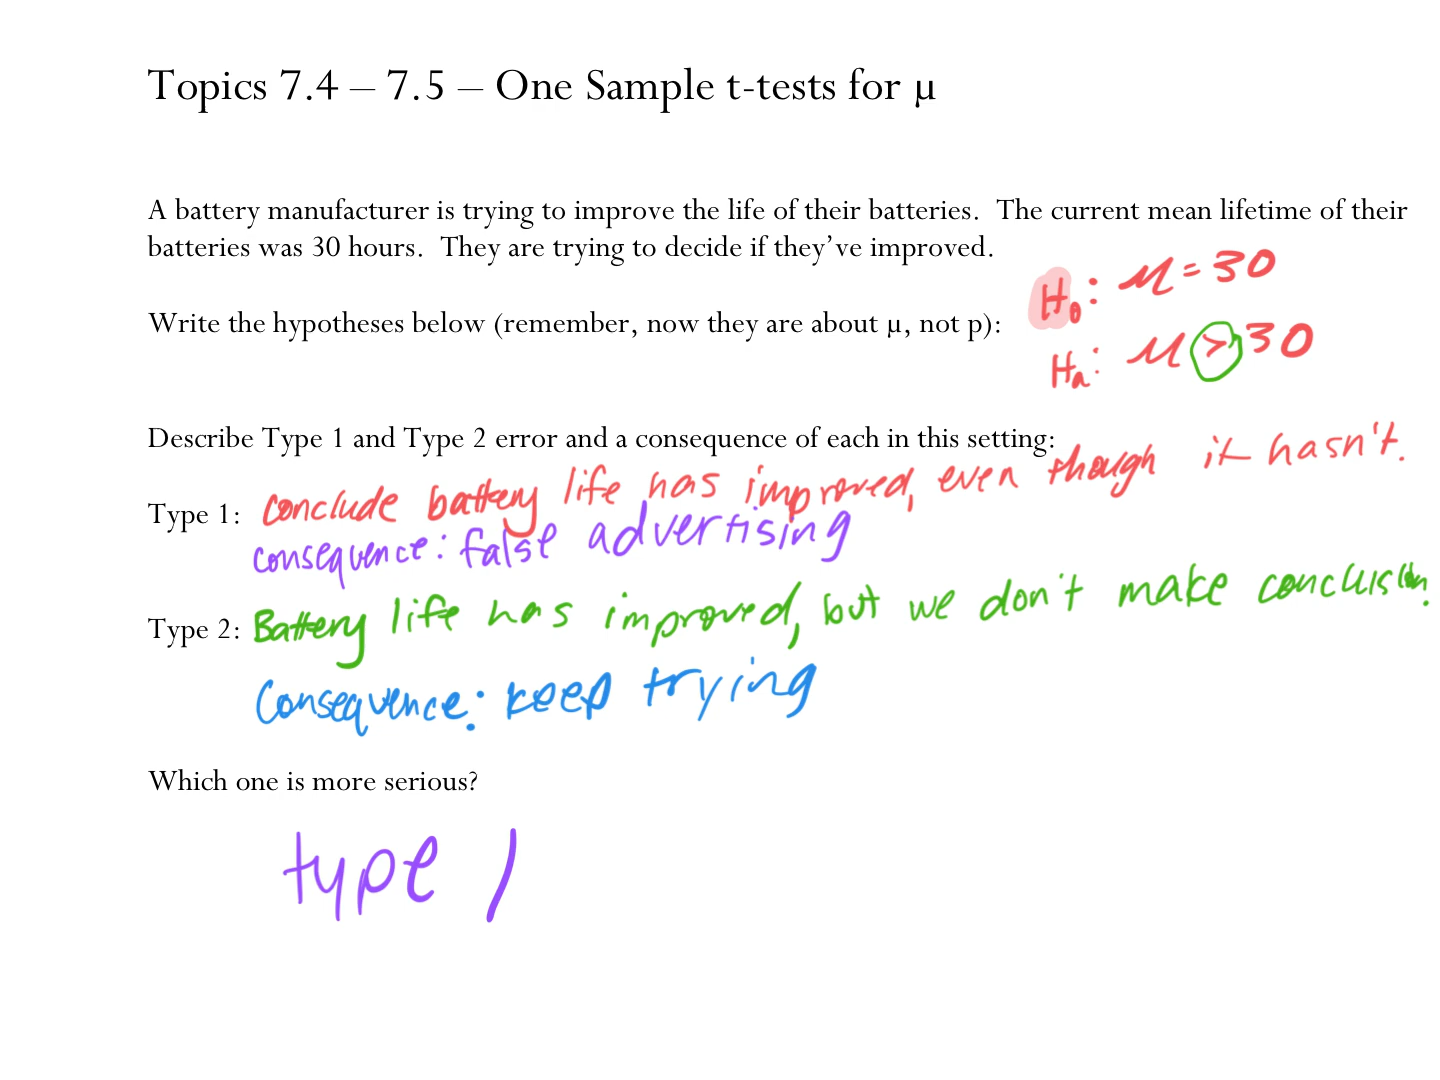 Topics 7.4 – 7.5 – One Sample t-tests for µ
A battery manufacturer is trying to improve the life of their batteries.  The current mean lifetime of their
batteries was 30 hours.  They are trying to decide if they've improved.
H₀: µ = 30
Write the hypotheses below (remember, now they are about µ, not p):
Hₐ: µ > 30
Describe Type 1 and Type 2 error and a consequence of each in this setting:
Type 1: conclude battery life has improved, even though it hasn't.
consequence: false advertising
Type 2: Battery life has improved, but we don't make conclusion.
Consequence: keep trying
Which one is more serious?
type 1